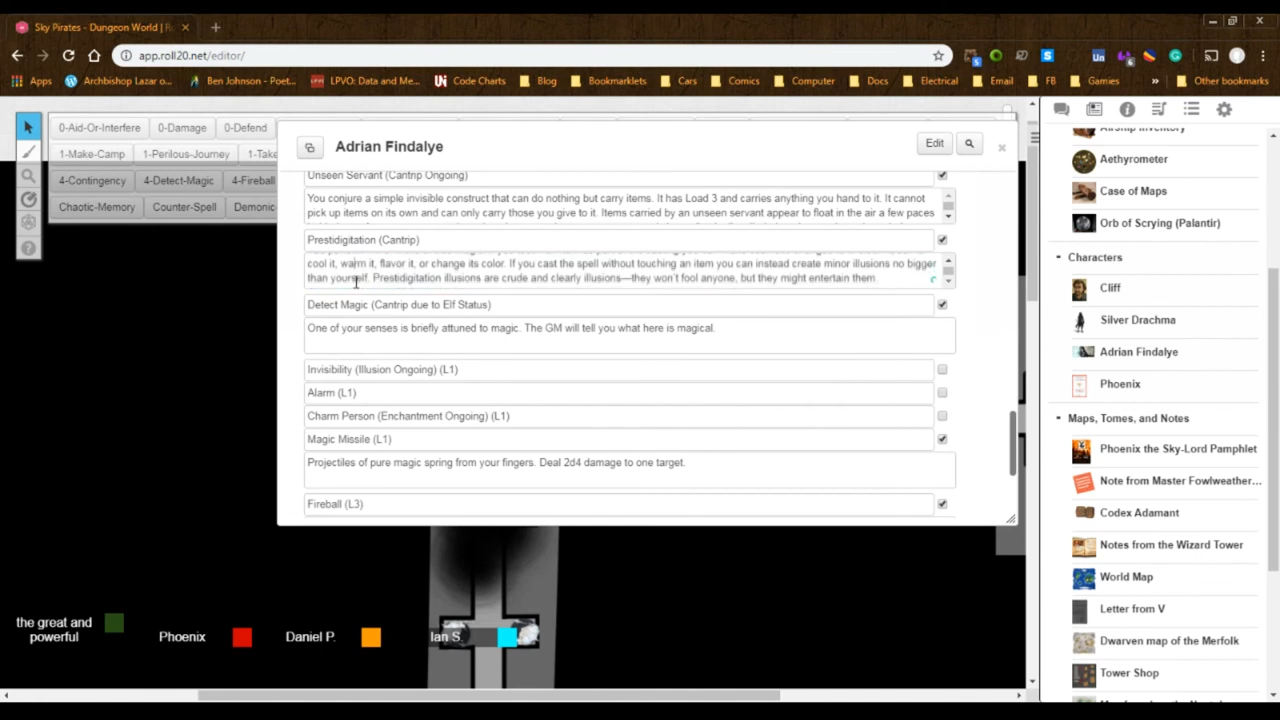 Sky Pirates - Dungeon World | R
app.roll20.net/editor/
Apps
Archbishop Lazar o...
Ben Johnson - Poet...
LPVO: Data and Me...
Code Charts
Blog
Bookmarklets
Cars
Comics
Computer
Docs
Electrical
Email
FB
Gamies
»
Other bookmarks
0-Aid-Or-Interfere
0-Damage
0-Defend
1-Make-Camp
1-Perilous-Journey
1-Take
4-Contingency
4-Detect-Magic
4-Fireball
Chaotic-Memory
Counter-Spell
Demonic
Adrian Findalye
Edit
Unseen Servant (Cantrip Ongoing)
You conjure a simple invisible construct that can do nothing but carry items. It has Load 3 and carries anything you hand to it. It cannot
pick up items on its own and can only carry those you give to it. Items carried by an unseen servant appear to float in the air a few paces
Prestidigitation (Cantrip)
cool it, warm it, flavor it, or change its color. If you cast the spell without touching an item you can instead create minor illusions no bigger
than yourself. Prestidigitation illusions are crude and clearly illusions—they won't fool anyone, but they might entertain them.
Detect Magic (Cantrip due to Elf Status)
One of your senses is briefly attuned to magic. The GM will tell you what here is magical.
Invisibility (Illusion Ongoing) (L1)
Alarm (L1)
Charm Person (Enchantment Ongoing) (L1)
Magic Missile (L1)
Projectiles of pure magic spring from your fingers. Deal 2d4 damage to one target.
Fireball (L3)
Airship Inventory
Aethyrometer
Case of Maps
Orb of Scrying (Palantir)
Characters
Cliff
Silver Drachma
Adrian Findalye
Phoenix
Maps, Tomes, and Notes
Phoenix the Sky-Lord Pamphlet
Note from Master Fowlweather...
Codex Adamant
Notes from the Wizard Tower
World Map
Letter from V
Dwarven map of the Merfolk
Tower Shop
the great and
powerful
Phoenix
Daniel P.
Ian S.